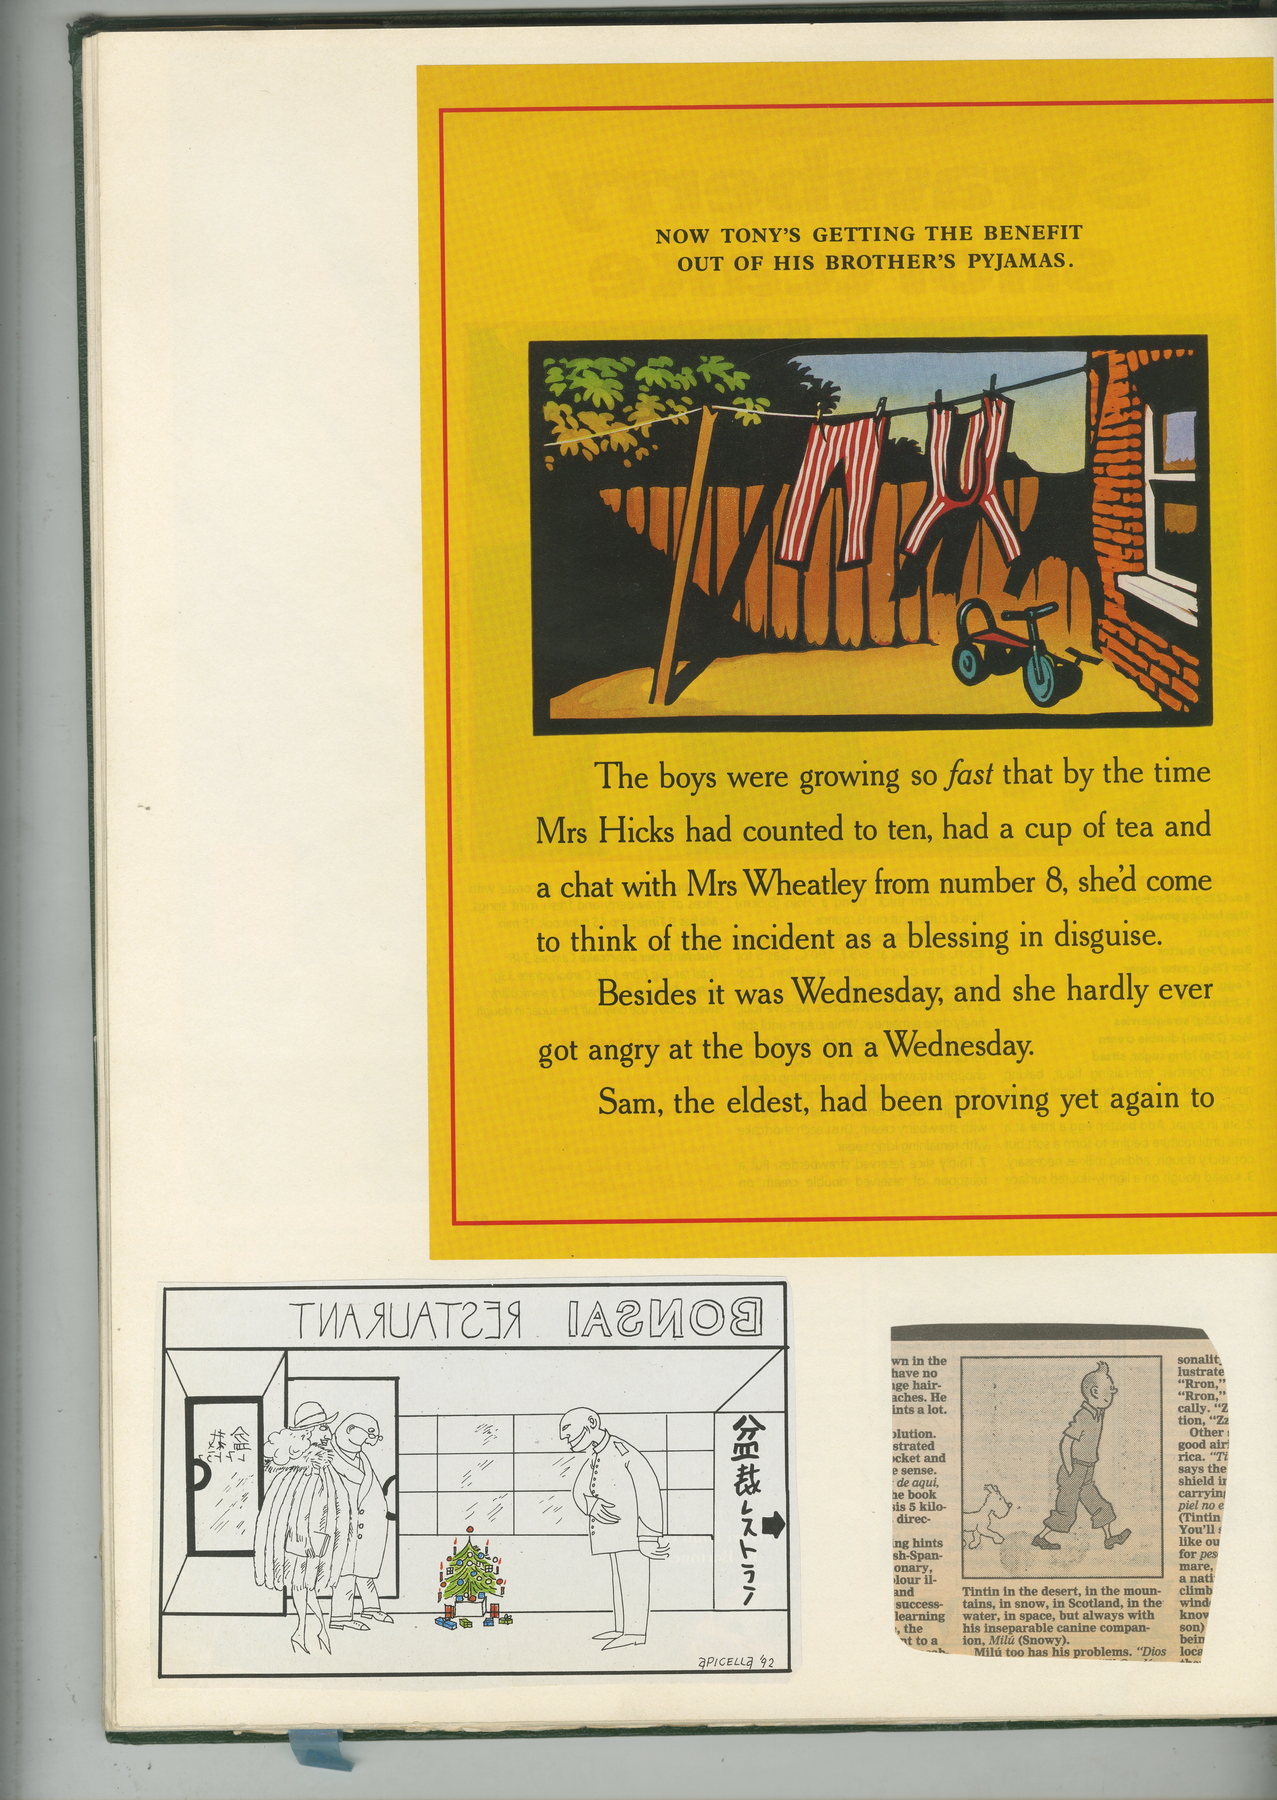 NOW TONY'S GETTING THE BENEFIT
OUT OF HIS BROTHER'S PYJAMAS.
The boys were growing so fast that by the time
Mrs Hicks had counted to ten, had a cup of tea and
a chat with Mrs Wheatley from number 8, she'd come
to think of the incident as a blessing in disguise.
Besides it was Wednesday, and she hardly ever
got angry at the boys on a Wednesday.
Sam, the eldest, had been proving yet again to
BONSAI RESTAURANT
盆栽レストラン
APICELLA '92
wn in the
have no
ge hair-
aches. He
ints a lot.
olution.
strated
cket and
e sense.
de aqui,
he book
sis 5 kilo-
direc-
ng hints
sh-Span-
onary,
lour il-
and
success-
learning
, the
nt to a
Tintin in the desert, in the moun-
tains, in snow, in Scotland, in the
water, in space, but always with
his inseparable canine compan-
ion, Milú (Snowy).
Milú too has his problems. "Dios
sonalit
lustrate
"Rron,"
"Rron,"
cally. "Z
tion, "Zz
Other
good air
rica. "Ti
says the
shield in
carrying
piel no e
(Tintin
You'll s
like ou
for pes
mare,
a nati
climb
wind
know
son)
bein
loca